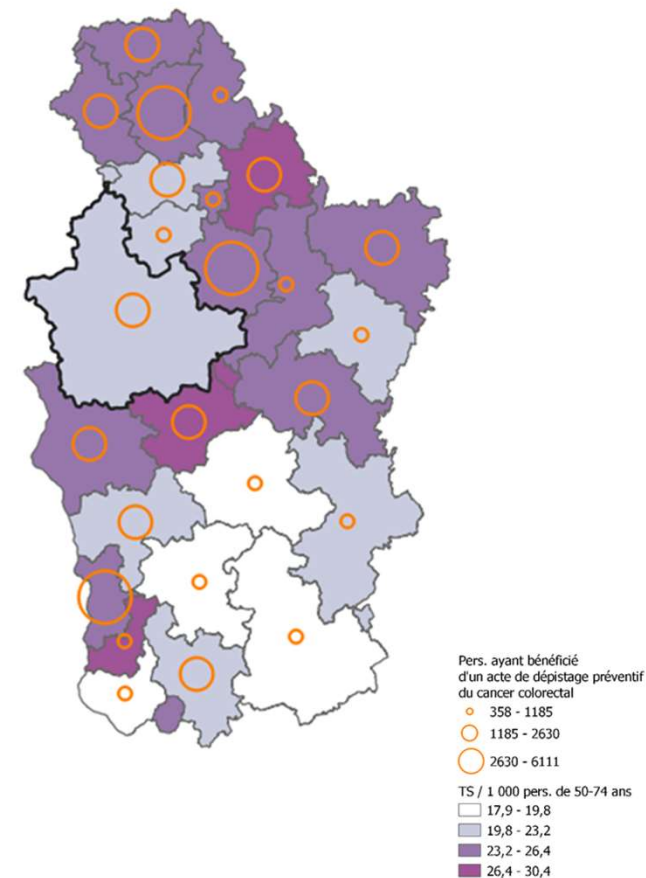 Pers. ayant bénéficié
d'un acte de dépistage préventif
du cancer colorectal
358 - 1185
1185 - 2630
2630 - 6111
TS / 1 000 pers. de 50-74 ans
17,9 - 19,8
19,8 - 23,2
23,2 - 26,4
26,4 - 30,4